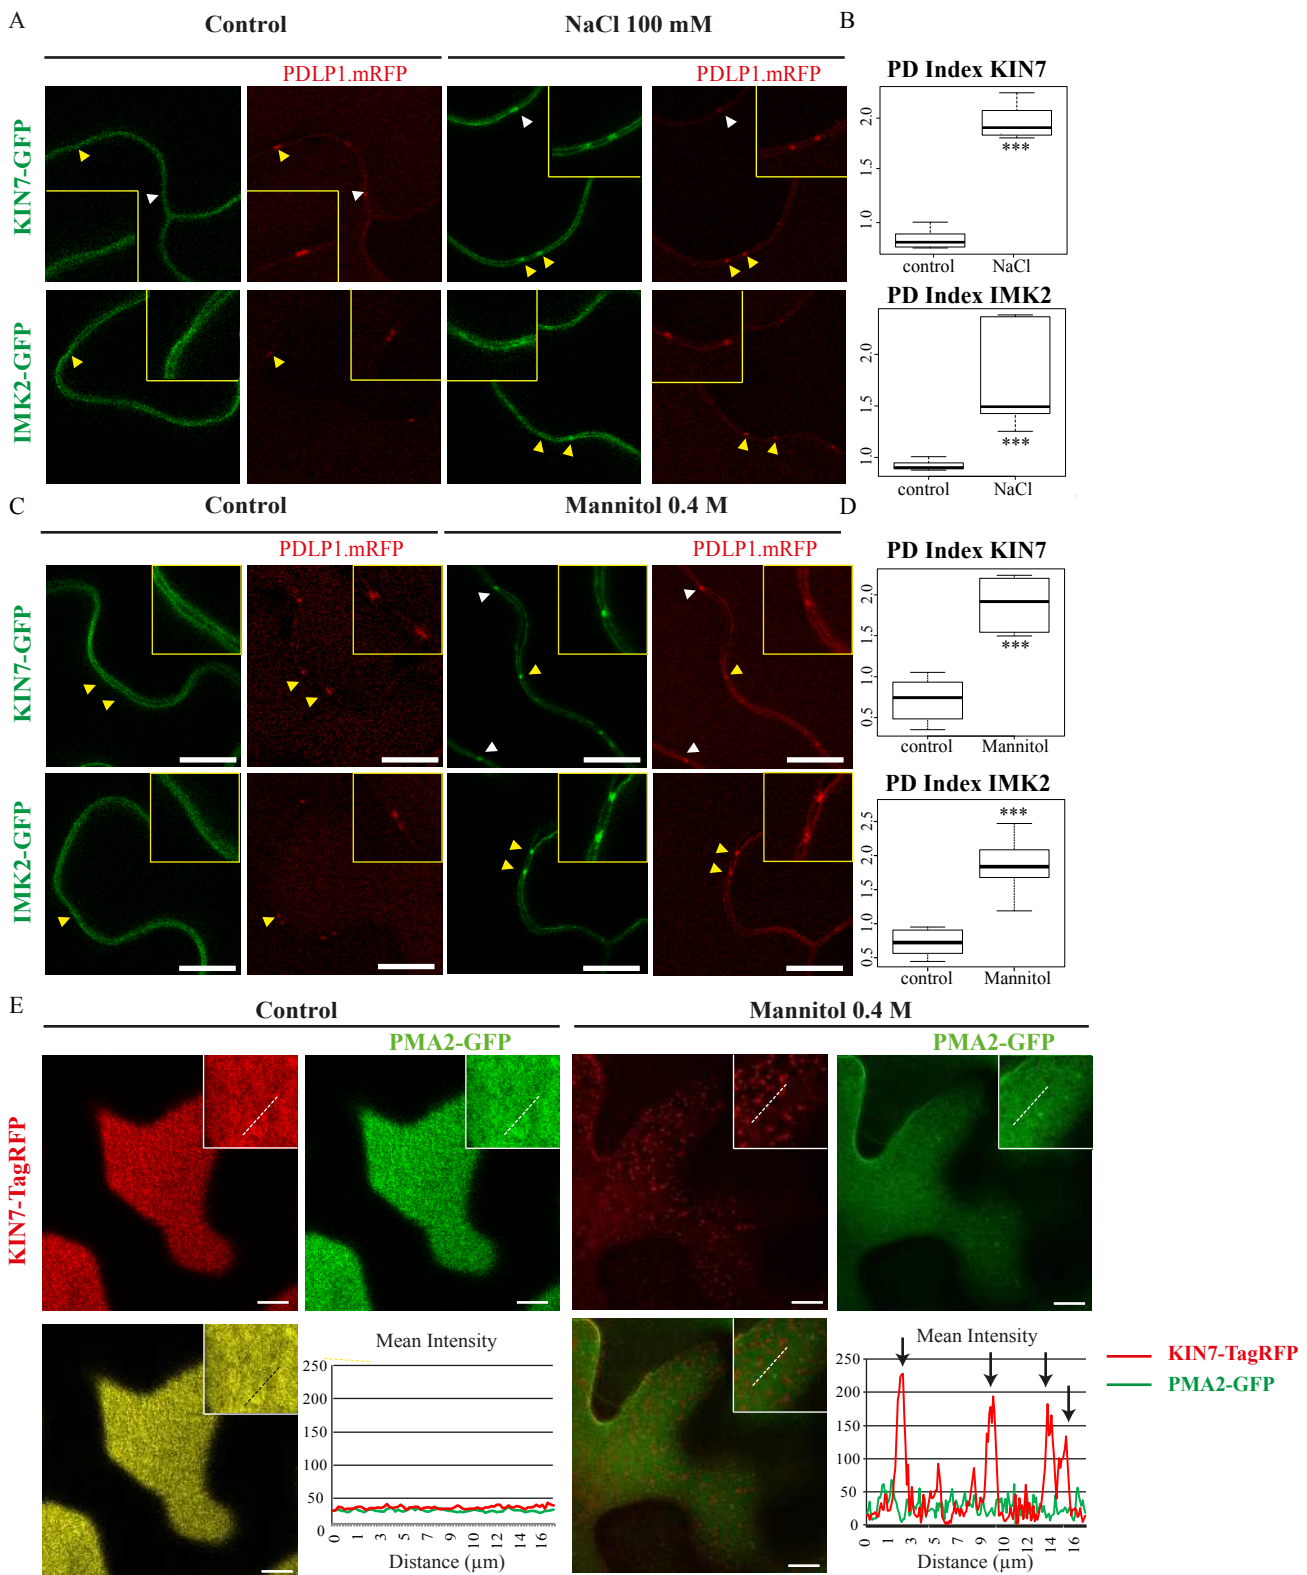 A
Control
NaCl 100 mM
B
PDLP1.mRFP
PDLP1.mRFP
KIN7-GFP
IMK2-GFP
PD Index KIN7
2.0
1.5
1.0
***
control
NaCl
PD Index IMK2
2.0
1.5
1.0
***
control
NaCl
C
Control
Mannitol 0.4 M
D
PDLP1.mRFP
PDLP1.mRFP
KIN7-GFP
IMK2-GFP
PD Index KIN7
2.0
1.5
1.0
0.5
***
control
Mannitol
PD Index IMK2
2.5
2.0
1.5
1.0
0.5
***
control
Mannitol
E
Control
Mannitol 0.4 M
PMA2-GFP
PMA2-GFP
KIN7-TagRFP
Mean Intensity
250
200
150
100
50
0
0 2 5 7 9 10 12 14 16
Distance (µm)
Mean Intensity
250
200
150
100
50
0
0 2 5 7 9 10 12 14 16
Distance (µm)
KIN7-TagRFP
PMA2-GFP